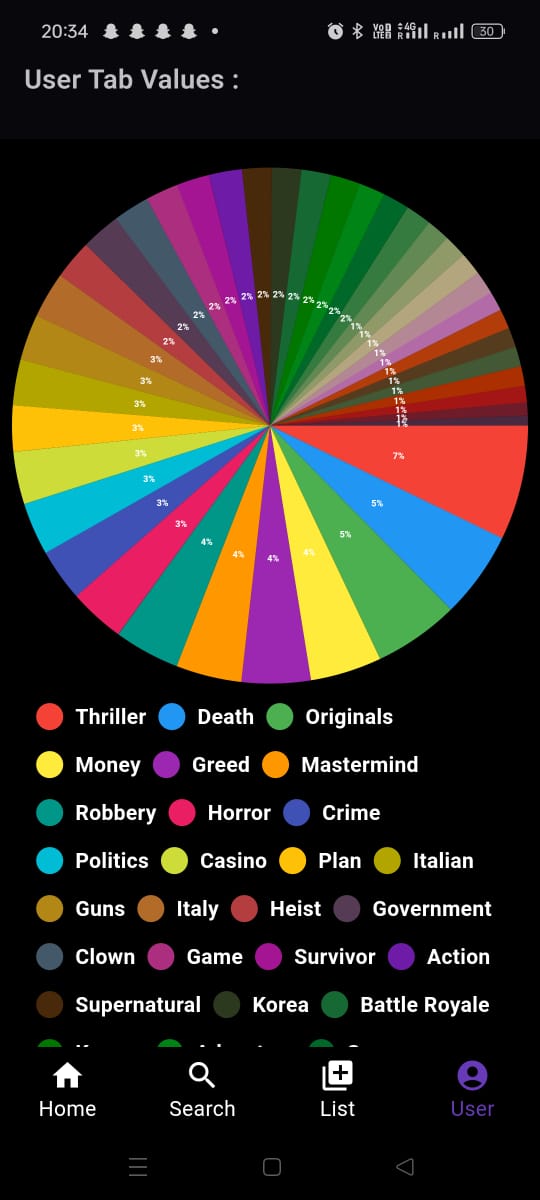 20:34 VoD LTE 4G R R 30
User Tab Values :
2% 2% 2% 2% 2% 2% 2% 2% 2% 2% 2% 2% 2% 1% 1% 1% 1% 1% 1% 1% 1% 1% 1% 1%
3% 3% 3% 3% 3% 3% 3% 3%
7%
5%
5%
4% 4% 4% 4%
Thriller Death Originals
Money Greed Mastermind
Robbery Horror Crime
Politics Casino Plan Italian
Guns Italy Heist Government
Clown Game Survivor Action
Supernatural Korea Battle Royale
Home Search List User